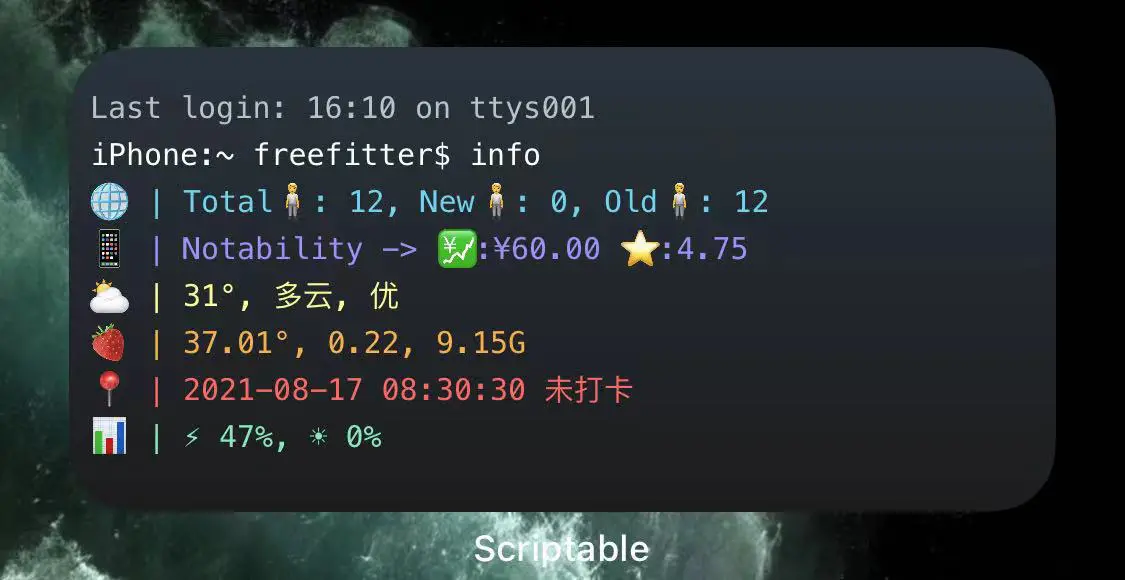 Last login: 16:10 on ttys001
iPhone:~ freefitter$ info
🌐 | Total🧍: 12, New🧍: 0, Old🧍: 12
📱 | Notability -> 💹:¥60.00 ⭐:4.75
🌥 | 31°, 多云, 优
🍓 | 37.01°, 0.22, 9.15G
📍 | 2021-08-17 08:30:30 未打卡
📊 | ⚡ 47%, ☀ 0%
Scriptable